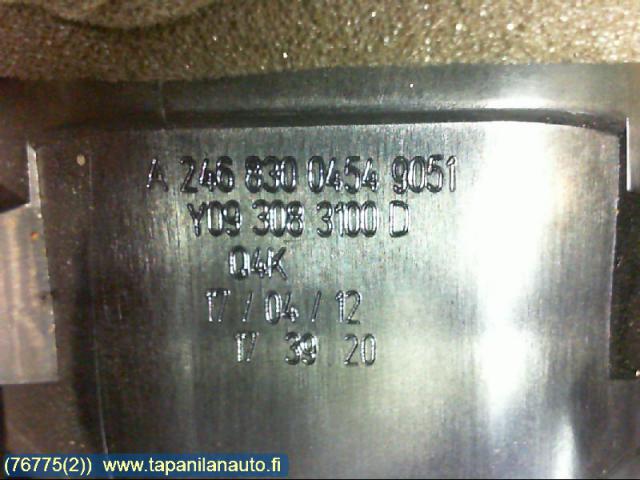 A 246 830 0454 9051
Y09 308 3100 D
Q4K
17 / 04 / 12
17 39 20
(76775(2)) www.tapanilanauto.fi